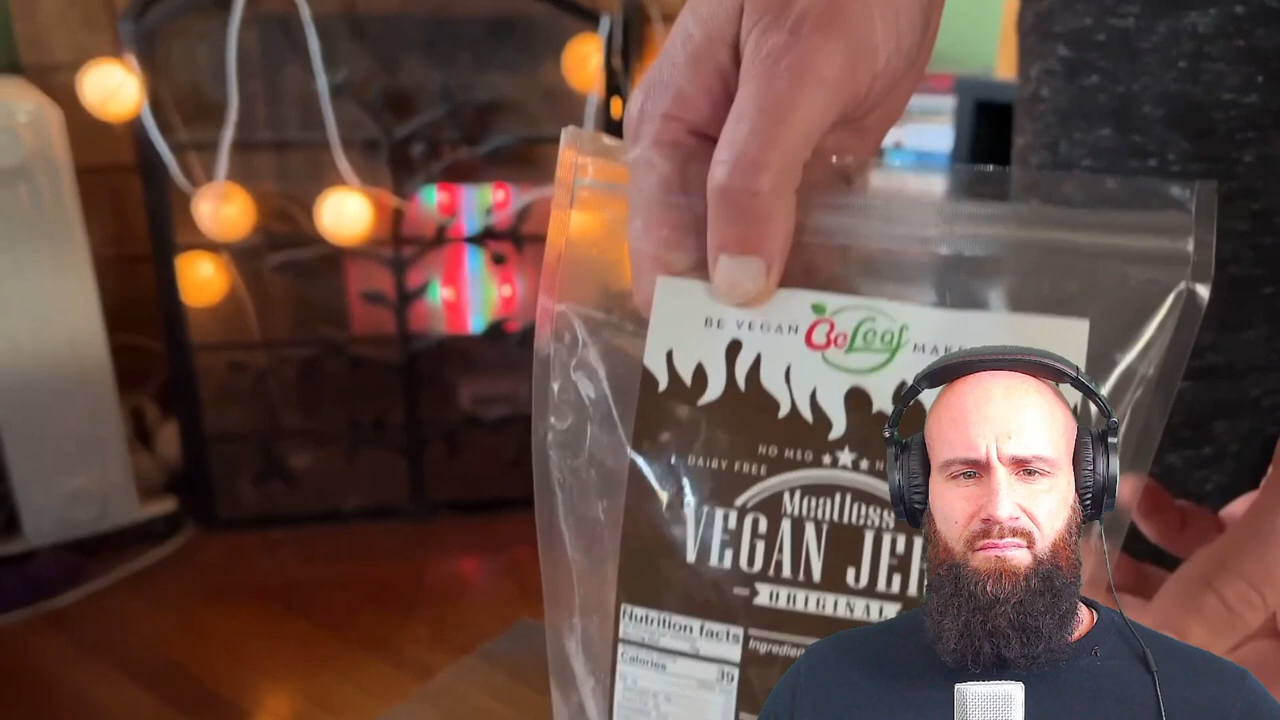 BE VEGAN BeLeaf MAKE
NO MSG
DAIRY FREE
Meatless
VEGAN JER
ORIGINAL
Nutrition facts
Ingredien
Calories 39